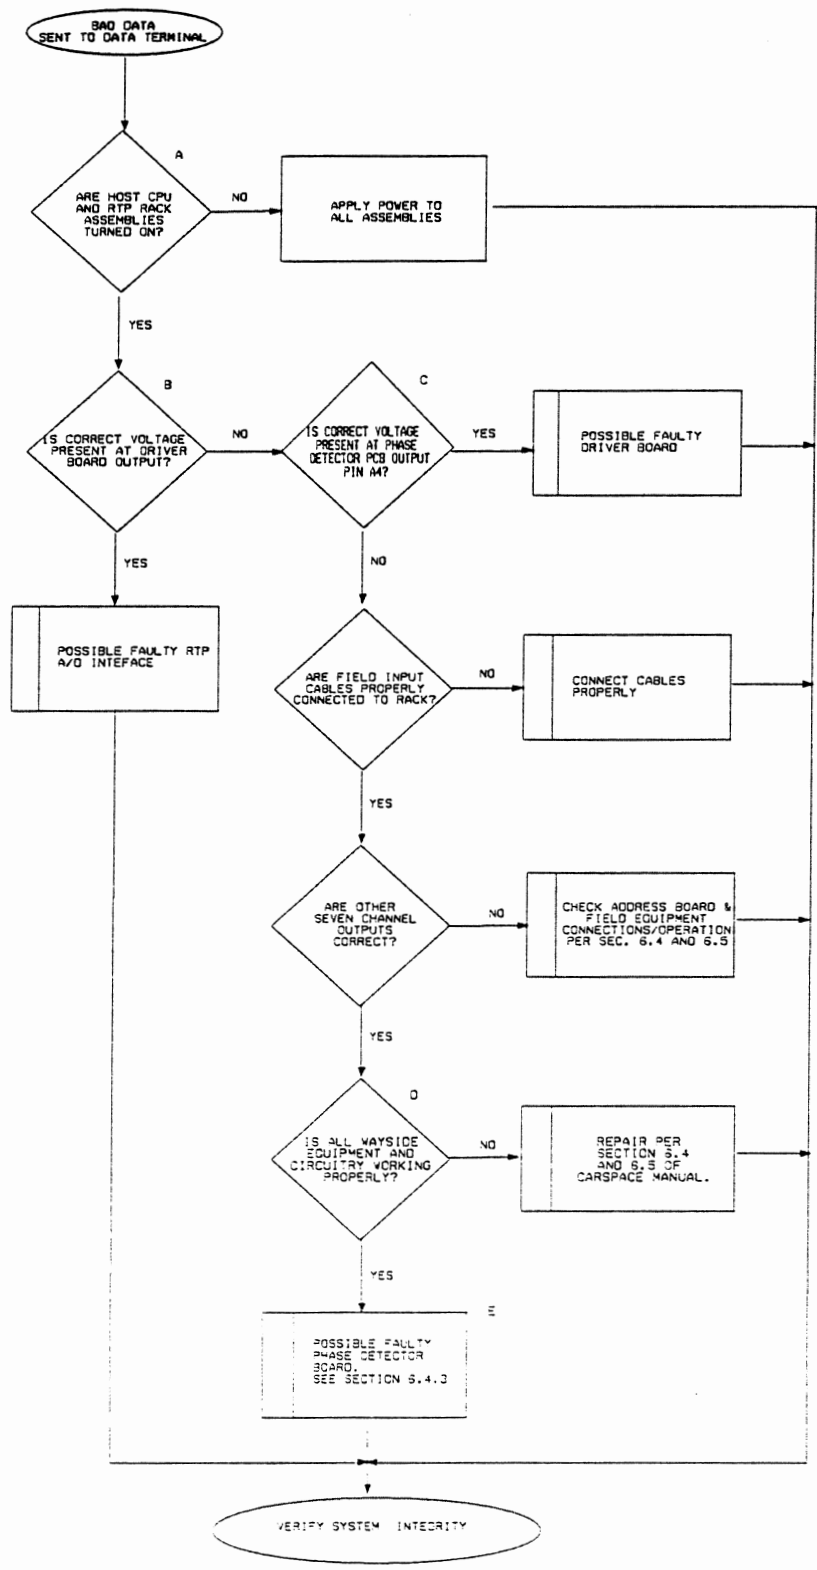 BAD DATA
SENT TO DATA TERMINAL
A
ARE HOST CPU
AND RTP RACK
ASSEMBLIES
TURNED ON?
NO
APPLY POWER TO
ALL ASSEMBLIES
YES
B
IS CORRECT VOLTAGE
PRESENT AT DRIVER
BOARD OUTPUT?
NO
C
IS CORRECT VOLTAGE
PRESENT AT PHASE
DETECTOR PCB OUTPUT
PIN A4?
YES
POSSIBLE FAULTY
DRIVER BOARD
YES
POSSIBLE FAULTY RTP
A/D INTEFACE
NO
ARE FIELD INPUT
CABLES PROPERLY
CONNECTED TO RACK?
NO
CONNECT CABLES
PROPERLY
YES
ARE OTHER
SEVEN CHANNEL
OUTPUTS
CORRECT?
NO
CHECK ADDRESS BOARD &
FIELD EQUIPMENT
CONNECTIONS/OPERATION
PER SEC. 6.4 AND 6.5
YES
D
IS ALL WAYSIDE
EQUIPMENT AND
CIRCUITRY WORKING
PROPERLY?
NO
REPAIR PER
SECTION 6.4
AND 6.5 OF
CARSPACE MANUAL.
YES
E
POSSIBLE FAULTY
PHASE DETECTOR
BOARD.
SEE SECTION 6.4.3
VERIFY SYSTEM INTEGRITY